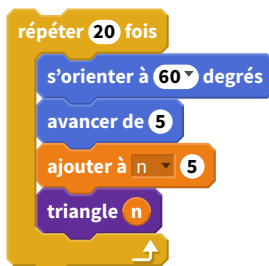 répéter 20 fois
s'orienter à 60 degrés
avancer de 5
ajouter à n 5
triangle n